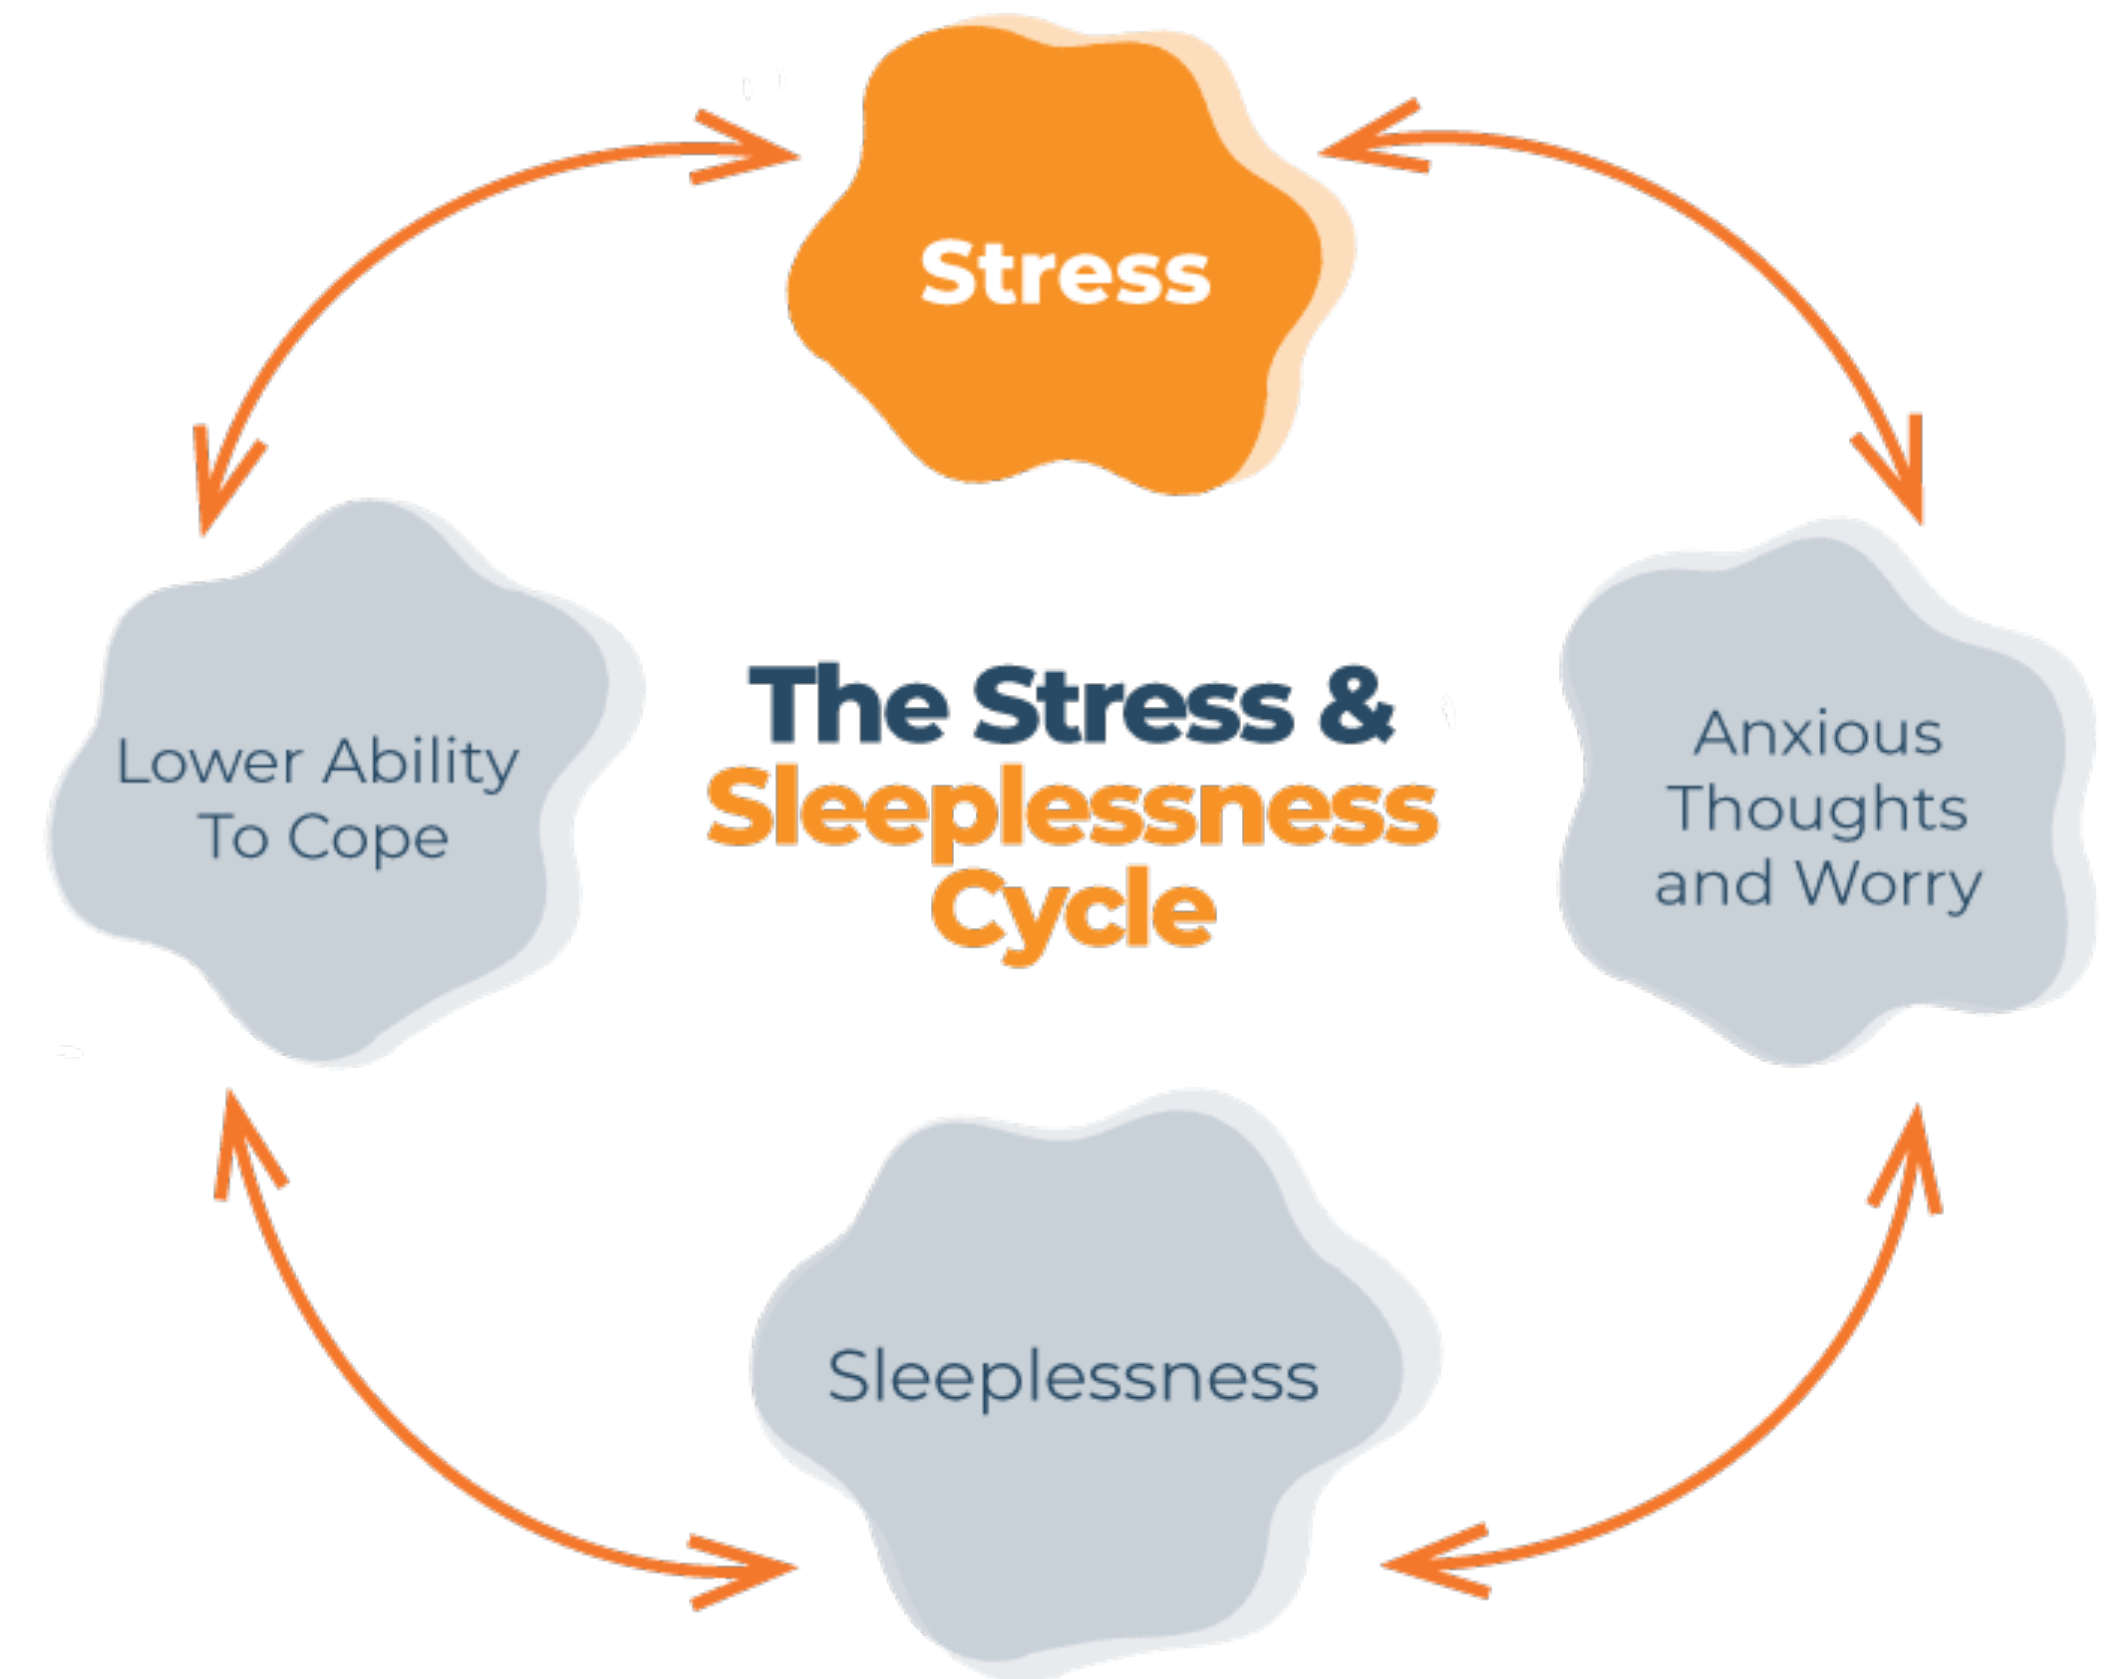 Stress
Lower Ability
To Cope
The Stress &
Sleeplessness
Cycle
Anxious
Thoughts
and Worry
Sleeplessness